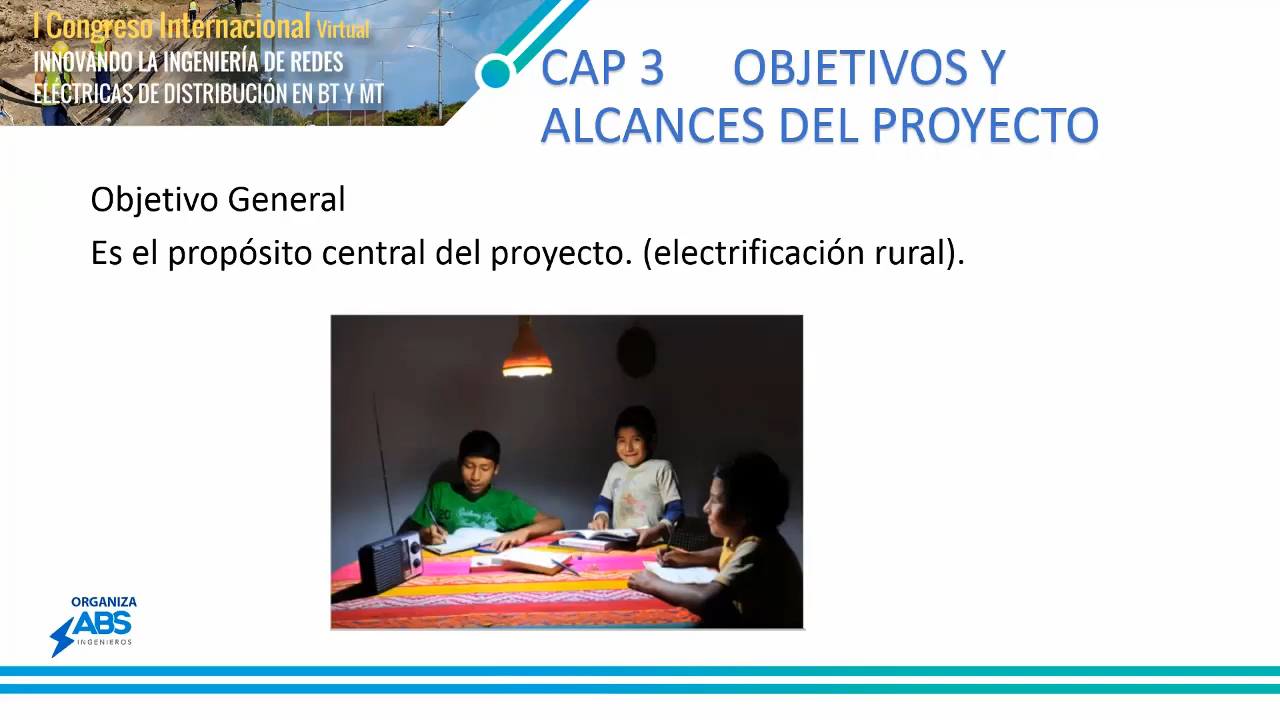 I Congreso Internacional Virtual
INNOVANDO LA INGENIERÍA DE REDES
ELÉCTRICAS DE DISTRIBUCIÓN EN BT Y MT
CAP 3 OBJETIVOS Y
ALCANCES DEL PROYECTO
Objetivo General
Es el propósito central del proyecto. (electrificación rural).
ORGANIZA
ABS
INGENIEROS